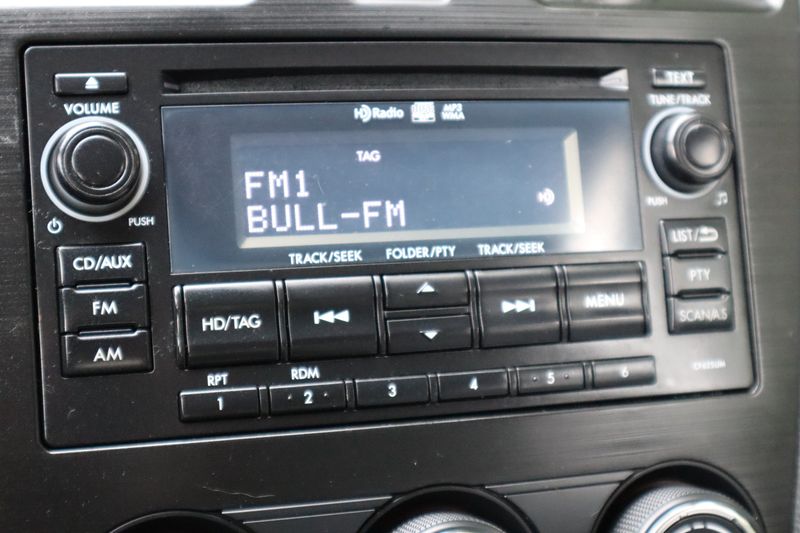 TEXT
VOLUME
HD Radio
disc
MP3
WMA
TUNE/TRACK
TAG
FM1
BULL-FM
PUSH
PUSH
TRACK/SEEK
FOLDER/PTY
TRACK/SEEK
CD/AUX
LIST/
FM
HD/TAG
MENU
PTY
AM
SCAN/A.S
RPT
RDM
1
2
3
4
5
6